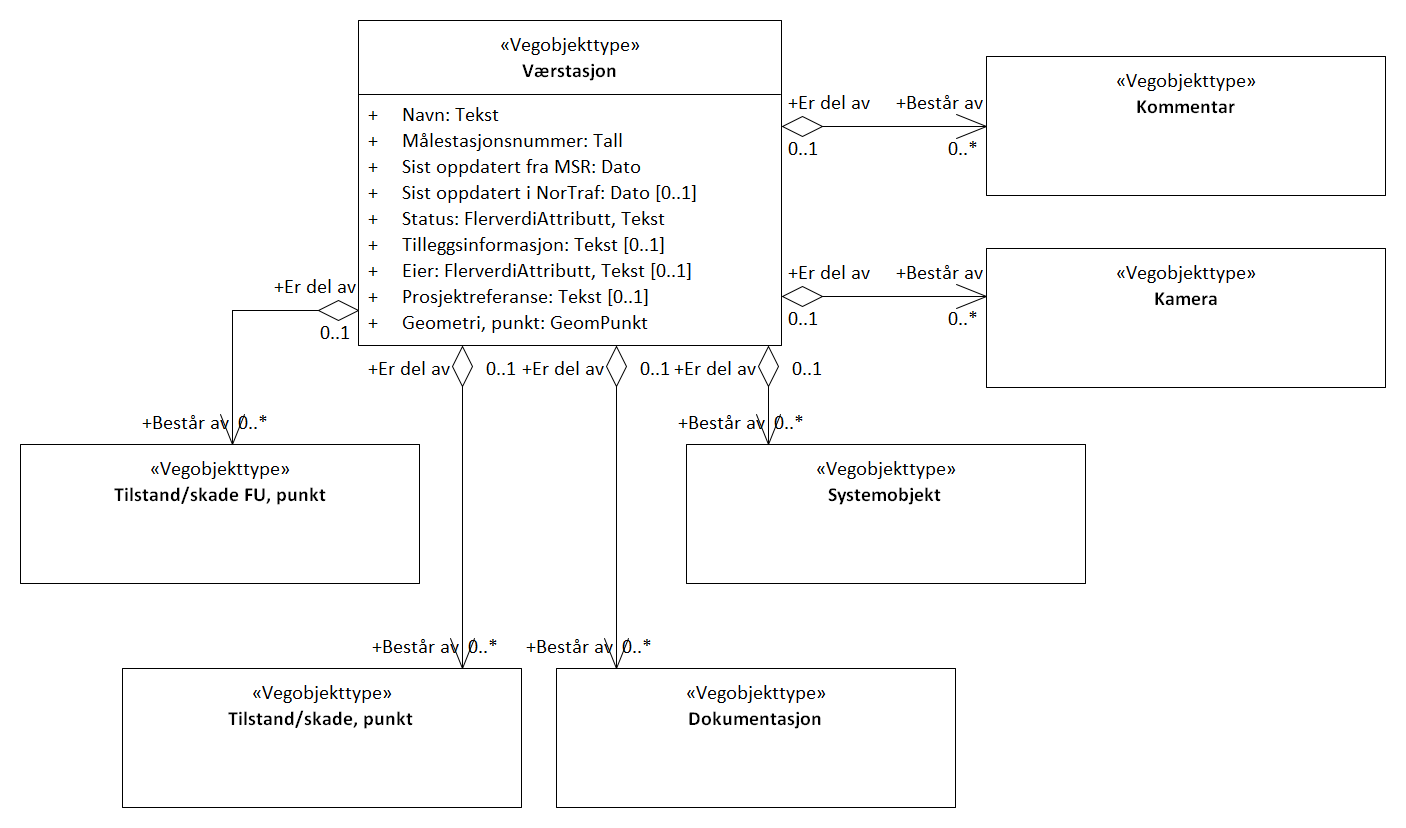 «Vegobjekttype»
Værstasjon
+ Navn: Tekst
+ Målestasjonsnummer: Tall
+ Sist oppdatert fra MSR: Dato
+ Sist oppdatert i NorTraf: Dato [0..1]
+ Status: FlerverdiAttributt, Tekst
+ Tilleggsinformasjon: Tekst [0..1]
+ Eier: FlerverdiAttributt, Tekst [0..1]
+ Prosjektreferanse: Tekst [0..1]
+ Geometri, punkt: GeomPunkt
+Er del av +Består av
0..1 0..*
«Vegobjekttype»
Kommentar
+Er del av +Består av
0..1 0..*
«Vegobjekttype»
Kamera
+Er del av
0..1
+Består av 0..*
«Vegobjekttype»
Tilstand/skade FU, punkt
+Er del av 0..1
+Består av 0..*
«Vegobjekttype»
Tilstand/skade, punkt
+Er del av 0..1
+Består av 0..*
«Vegobjekttype»
Dokumentasjon
+Er del av 0..1
+Består av 0..*
«Vegobjekttype»
Systemobjekt